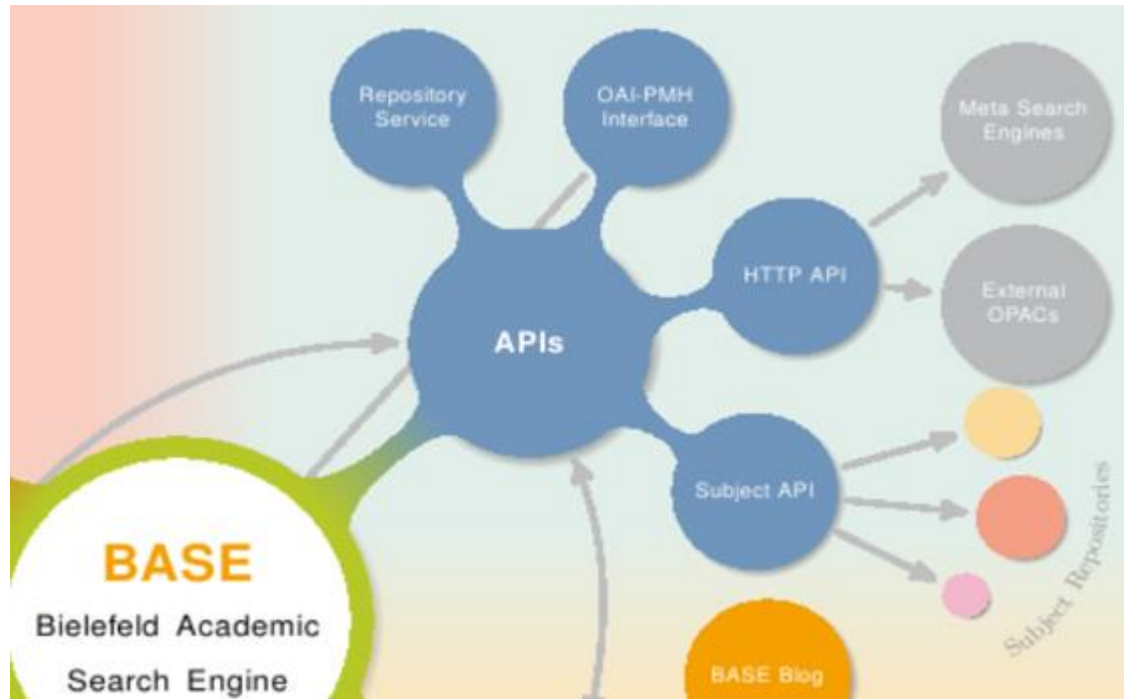 Repository
Service
OAI-PMH
Interface
Meta Search
Engines
HTTP API
External
OPACs
APIs
Subject API
Subject Repositories
BASE
Bielefeld Academic
Search Engine
BASE Blog